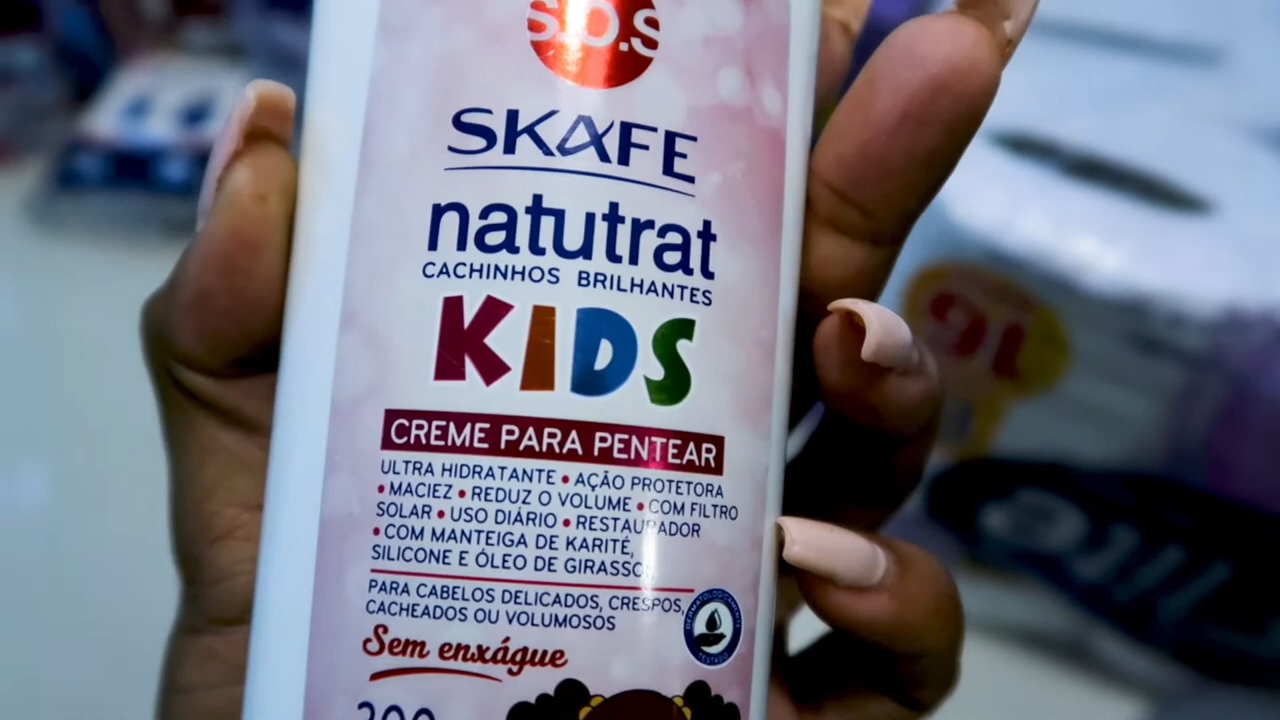 S.O.S
SKAFE
natutrat
CACHINHOS BRILHANTES
KIDS
CREME PARA PENTEAR
ULTRA HIDRATANTE • AÇÃO PROTETORA
• MACIEZ • REDUZ O VOLUME • COM FILTRO
SOLAR • USO DIÁRIO • RESTAURADOR
• COM MANTEIGA DE KARITÉ,
SILICONE E ÓLEO DE GIRASSOL
PARA CABELOS DELICADOS, CRESPOS,
CACHEADOS OU VOLUMOSOS
DERMATOLOGICAMENTE
TESTADO
Sem enxágue